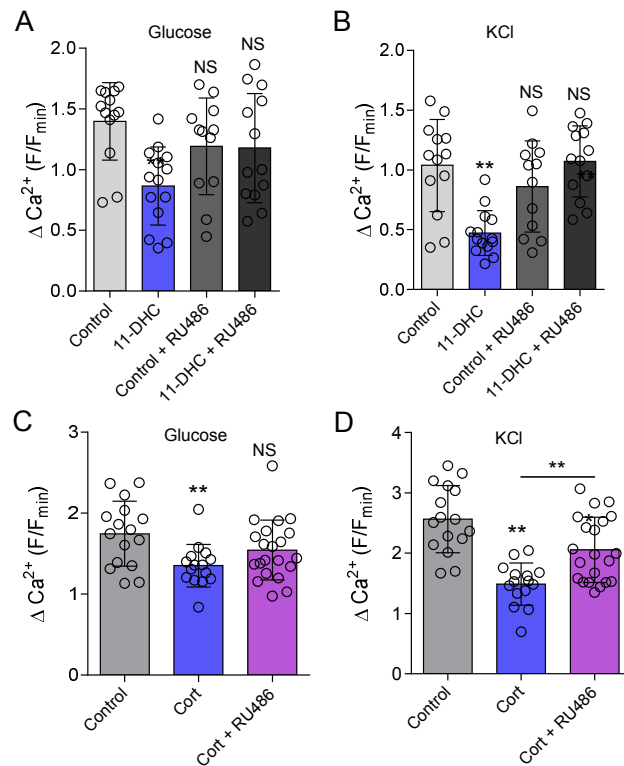 A
Glucose
Δ Ca2+ (F/Fmin)
2.0
1.5
1.0
0.5
0.0
**
NS
NS
Control
11-DHC
Control + RU486
11-DHC + RU486
B
KCl
Δ Ca2+ (F/Fmin)
2.0
1.5
1.0
0.5
0.0
**
NS
NS
**
Control
11-DHC
Control + RU486
11-DHC + RU486
C
Glucose
Δ Ca2+ (F/Fmin)
3
2
1
0
**
NS
Control
Cort
Cort + RU486
D
KCl
Δ Ca2+ (F/Fmin)
4
3
2
1
0
**
**
*
Control
Cort
Cort + RU486